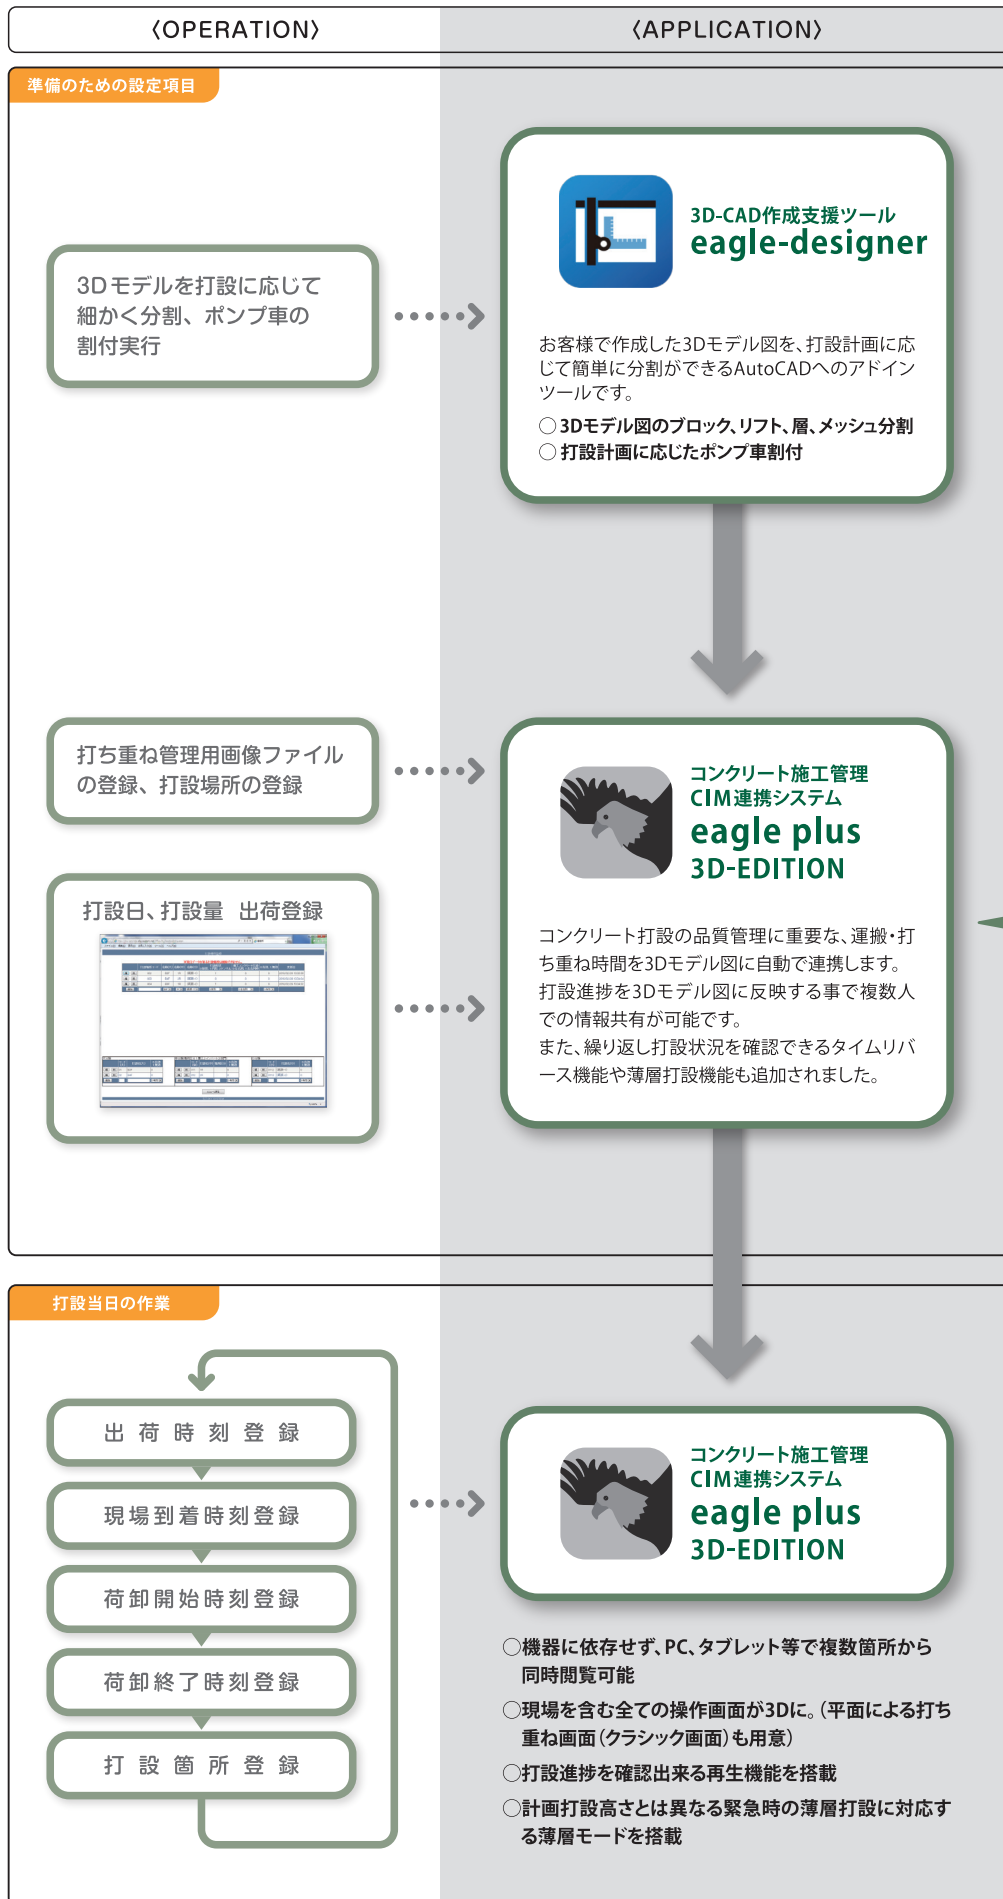 〈OPERATION〉
〈APPLICATION〉
準備のための設定項目
3Dモデルを打設に応じて
細かく分割、ポンプ車の
割付実行
3D-CAD作成支援ツール
eagle-designer
お客様で作成した3Dモデル図を、打設計画に応
じて簡単に分割ができるAutoCADへのアドイン
ツールです。
○3Dモデル図のブロック、リフト、層、メッシュ分割
○打設計画に応じたポンプ車割付
打ち重ね管理用画像ファイル
の登録、打設場所の登録
打設日、打設量 出荷登録
コンクリート施工管理
CIM連携システム
eagle plus
3D-EDITION
コンクリート打設の品質管理に重要な、運搬・打
ち重ね時間を3Dモデル図に自動で連携します。
打設進捗を3Dモデル図に反映する事で複数人
での情報共有が可能です。
また、繰り返し打設状況を確認できるタイムリバ
ース機能や薄層打設機能も追加されました。
打設当日の作業
出荷時刻登録
現場到着時刻登録
荷卸開始時刻登録
荷卸終了時刻登録
打設箇所登録
コンクリート施工管理
CIM連携システム
eagle plus
3D-EDITION
○機器に依存せず、PC、タブレット等で複数箇所から
同時閲覧可能
○現場を含む全ての操作画面が3Dに。(平面による打ち
重ね画面(クラシック画面)も用意)
○打設進捗を確認出来る再生機能を搭載
○計画打設高さとは異なる緊急時の薄層打設に対応す
る薄層モードを搭載